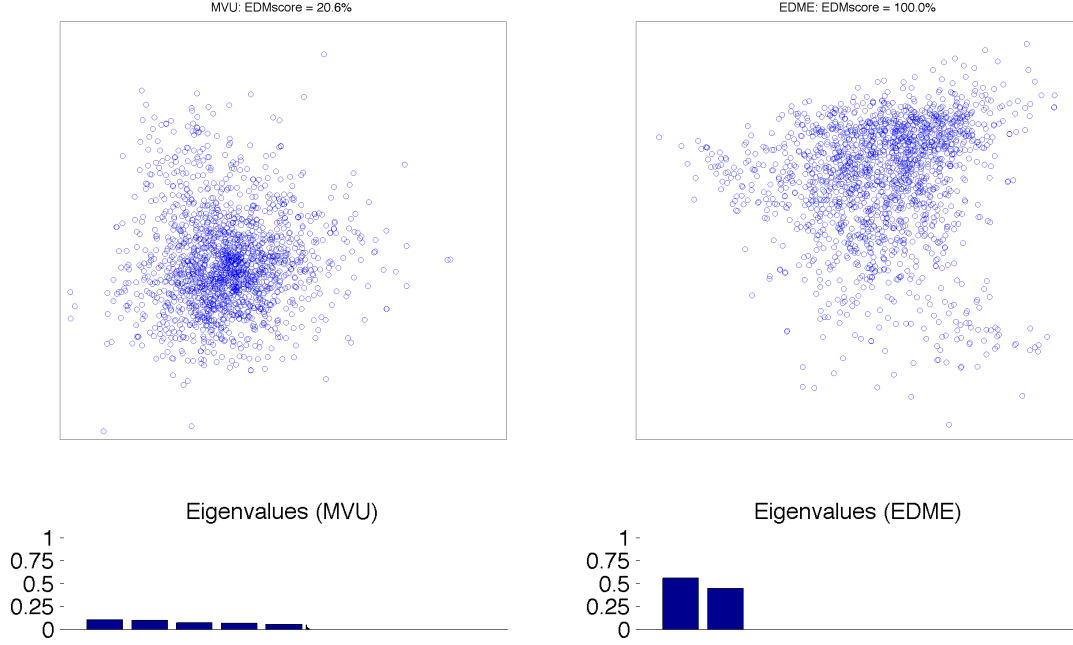 MVU: EDMscore = 20.6%
EDME: EDMscore = 100.0%
Eigenvalues (MVU)
1
0.75
0.5
0.25
0
Eigenvalues (EDME)
1
0.75
0.5
0.25
0